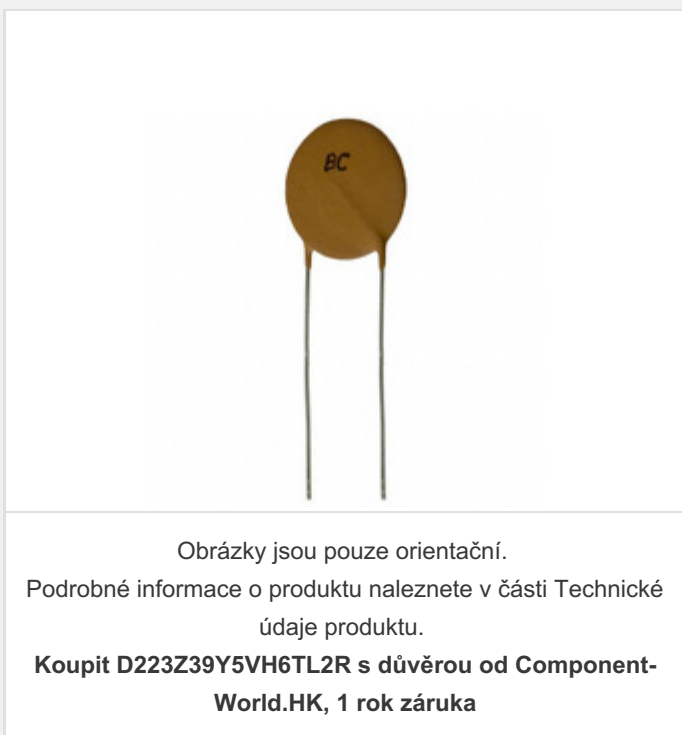 BC
Obrázky jsou pouze orientační.
Podrobné informace o produktu naleznete v části Technické
údaje produktu.
Koupit D223Z39Y5VH6TL2R s důvěrou od Component-
World.HK, 1 rok záruka